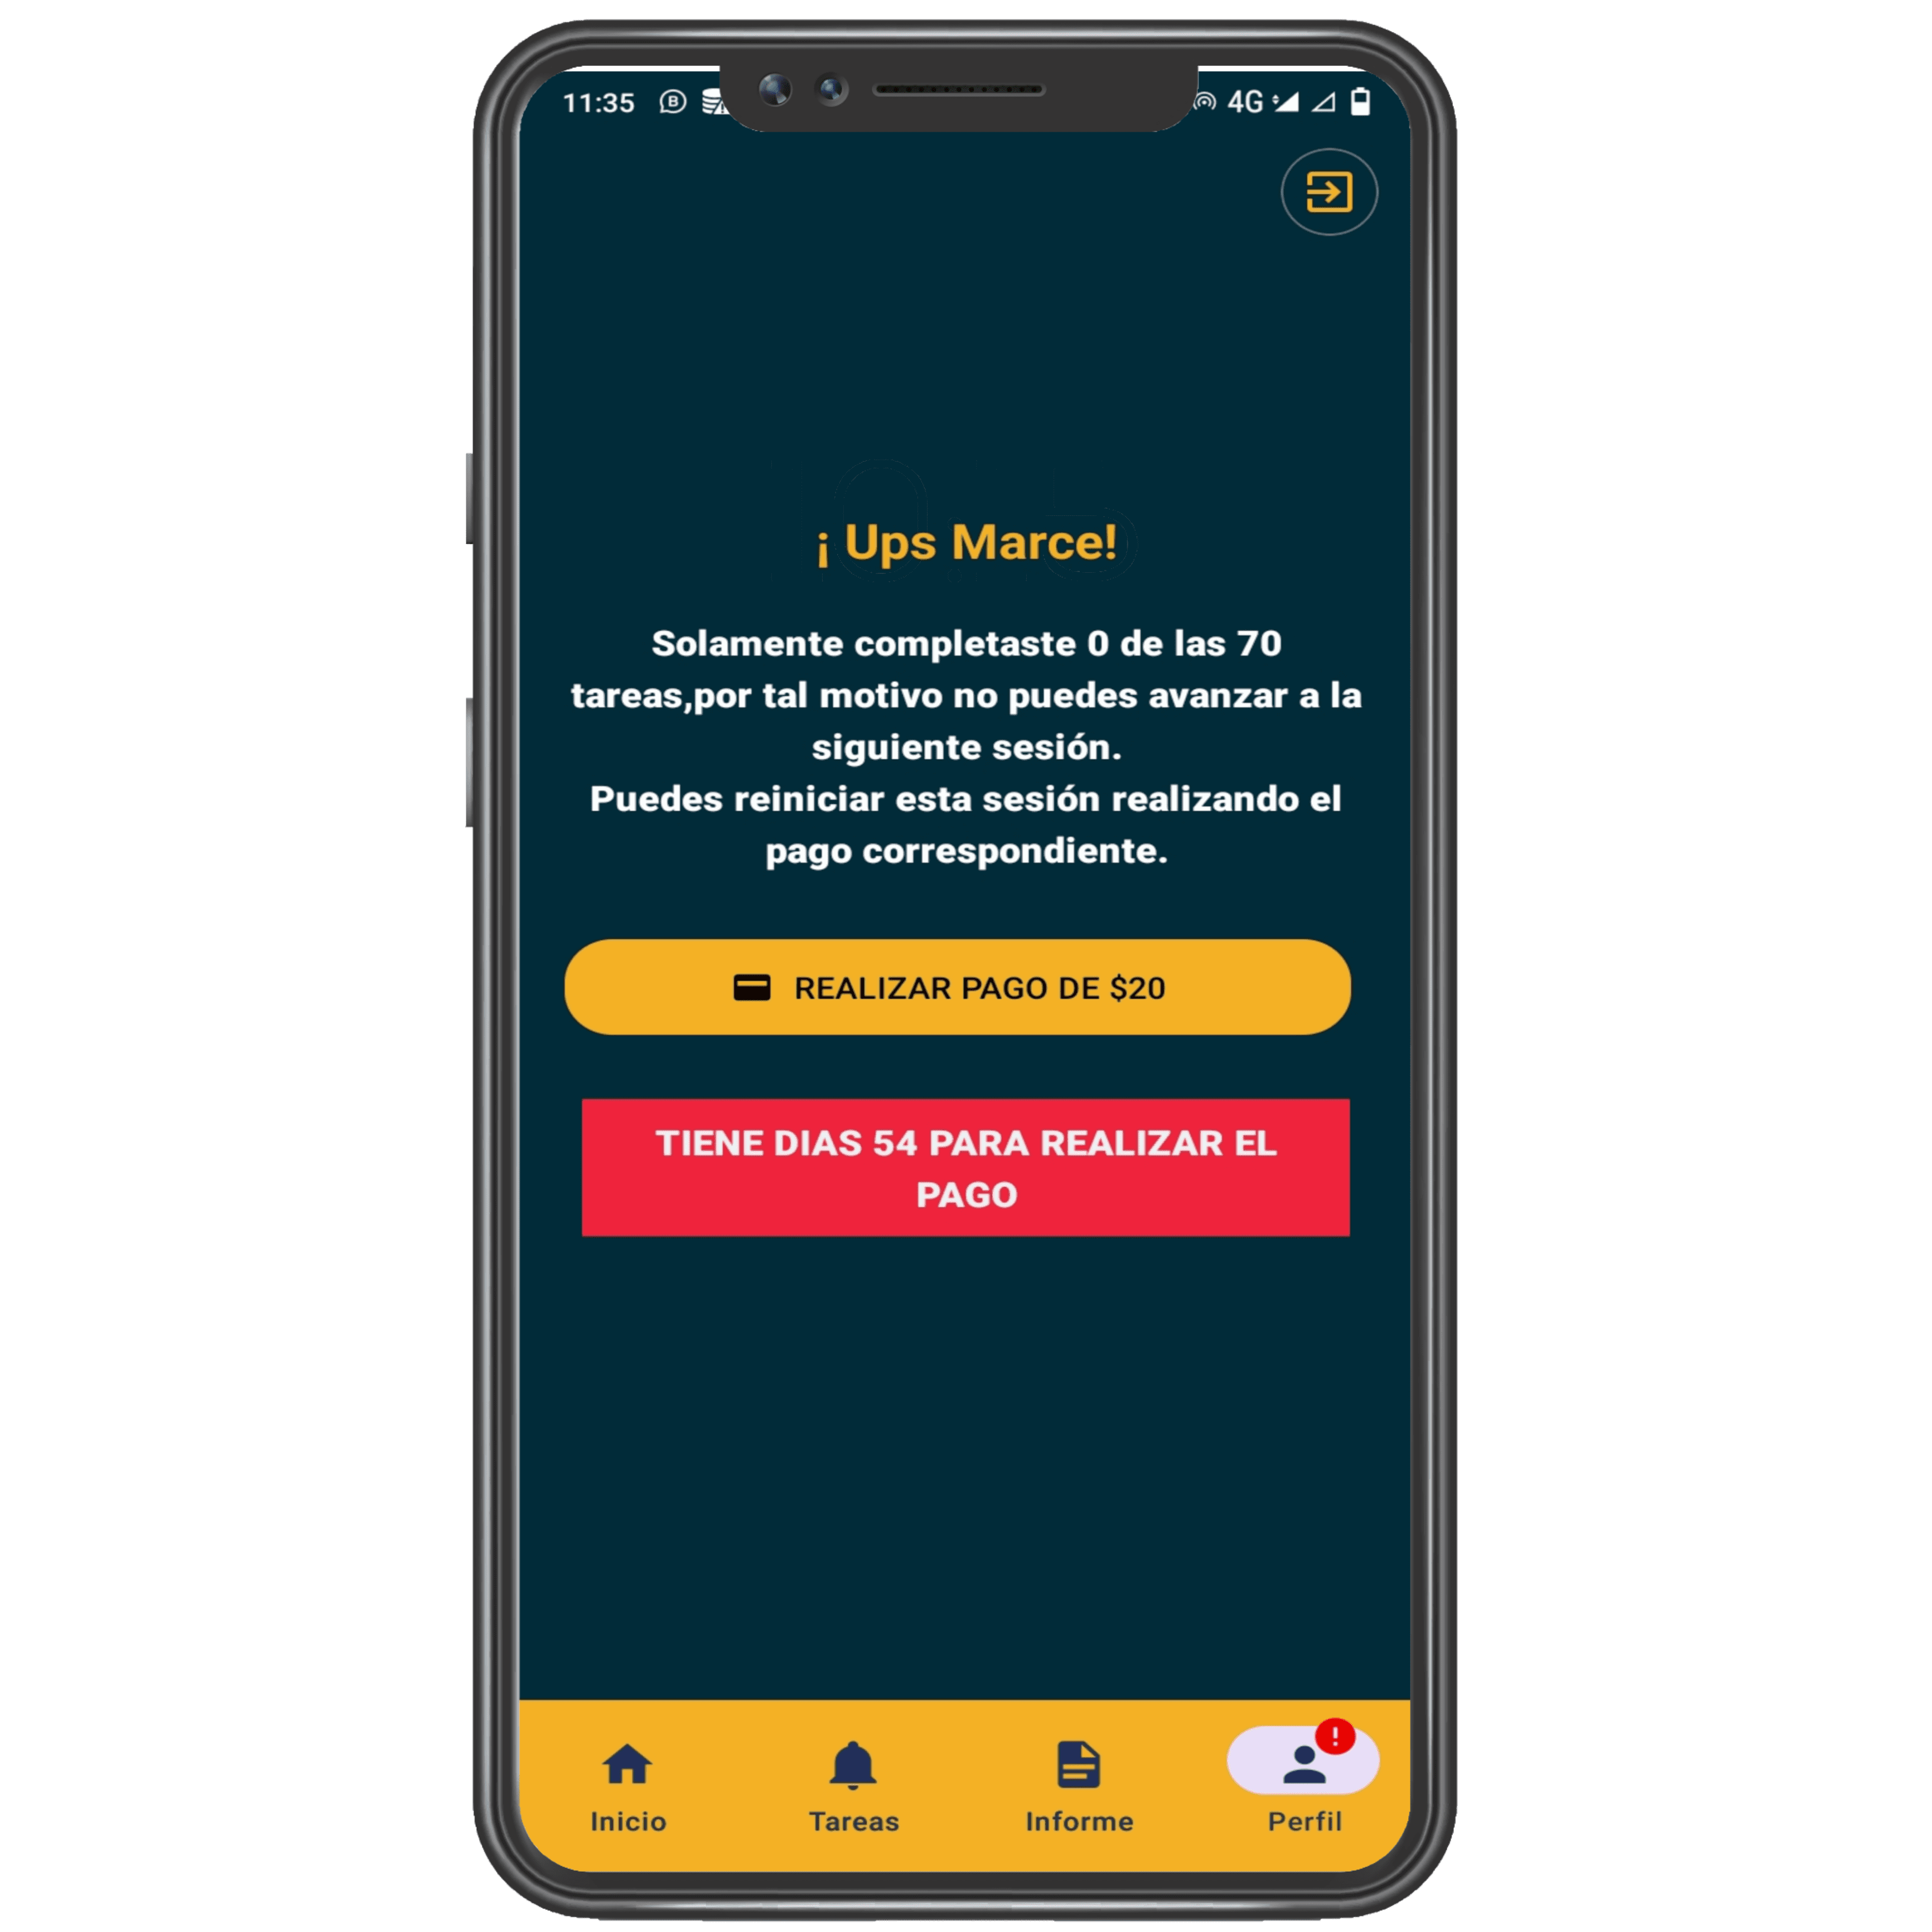 11:35
4G
¡ Ups Marce!
Solamente completaste 0 de las 70
tareas,por tal motivo no puedes avanzar a la
siguiente sesión.
Puedes reiniciar esta sesión realizando el
pago correspondiente.
REALIZAR PAGO DE $20
TIENE DIAS 54 PARA REALIZAR EL
PAGO
Inicio
Tareas
Informe
Perfil